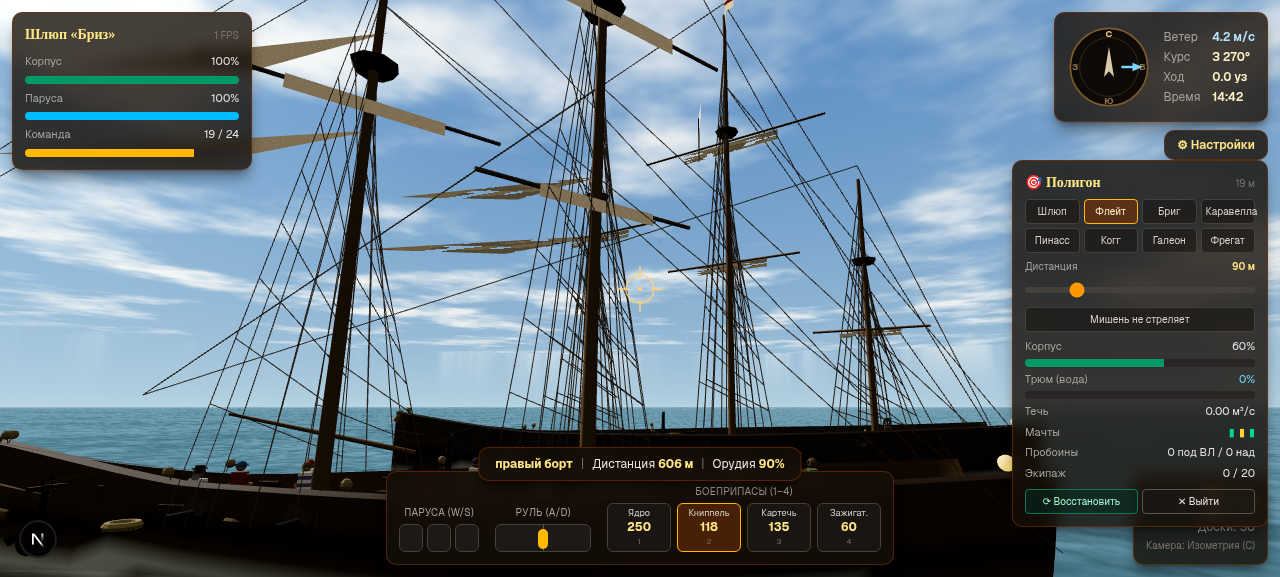 Шлюп «Бриз»
1 FPS
Корпус 100%
Паруса 100%
Команда 19 / 24
С
З В
Ю
Ветер 4.2 м/с
Курс З 270°
Ход 0.0 уз
Время 14:42
⚙ Настройки
🎯 Полигон 19 м
Шлюп Флейт Бриг Каравелла
Пинасс Когг Галеон Фрегат
Дистанция 90 м
Мишень не стреляет
Корпус 60%
Трюм (вода) 0%
Течь 0.00 м³/с
Мачты
Пробоины 0 под ВЛ / 0 над
Экипаж 0 / 20
⟳ Восстановить ✕ Выйти
Камера: Изометрия (C)
правый борт | Дистанция 606 м | Орудия 90%
БОЕПРИПАСЫ (1–4)
ПАРУСА (W/S) РУЛЬ (A/D)
Ядро Книппель Картечь Зажигат.
250 118 135 60
1 2 3 4
N